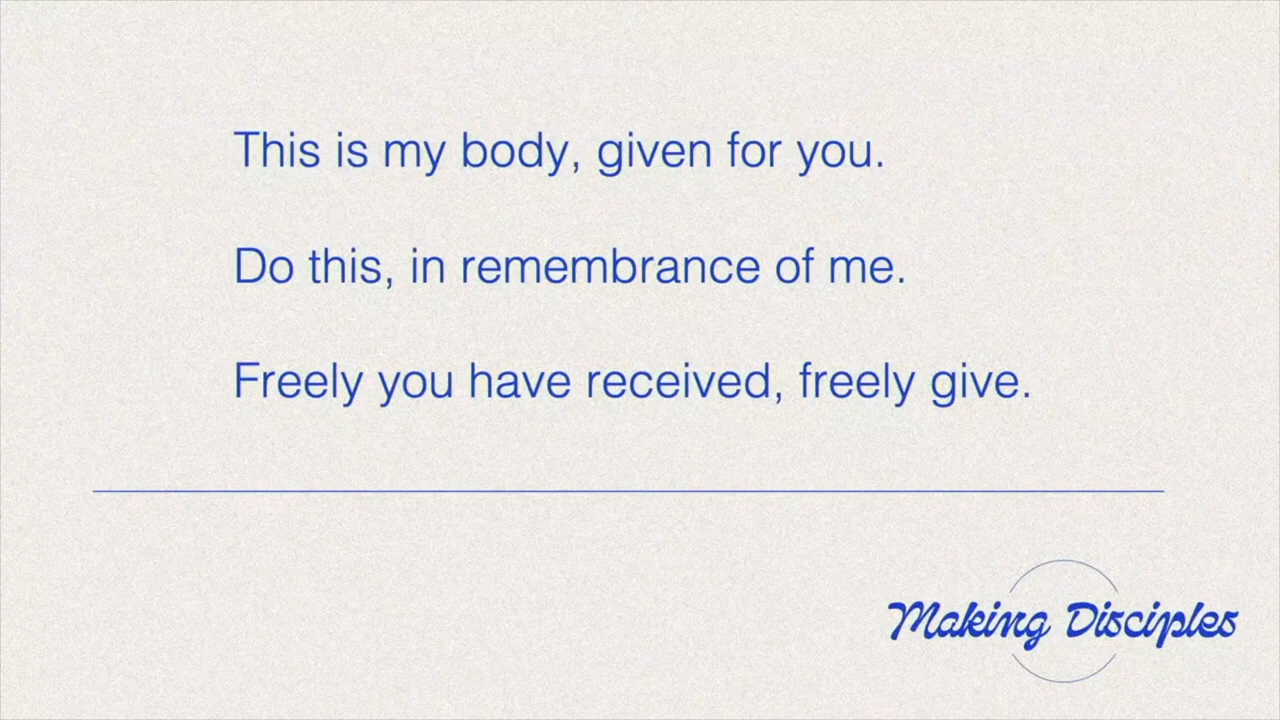 This is my body, given for you.
Do this, in remembrance of me.
Freely you have received, freely give.
Making Disciples